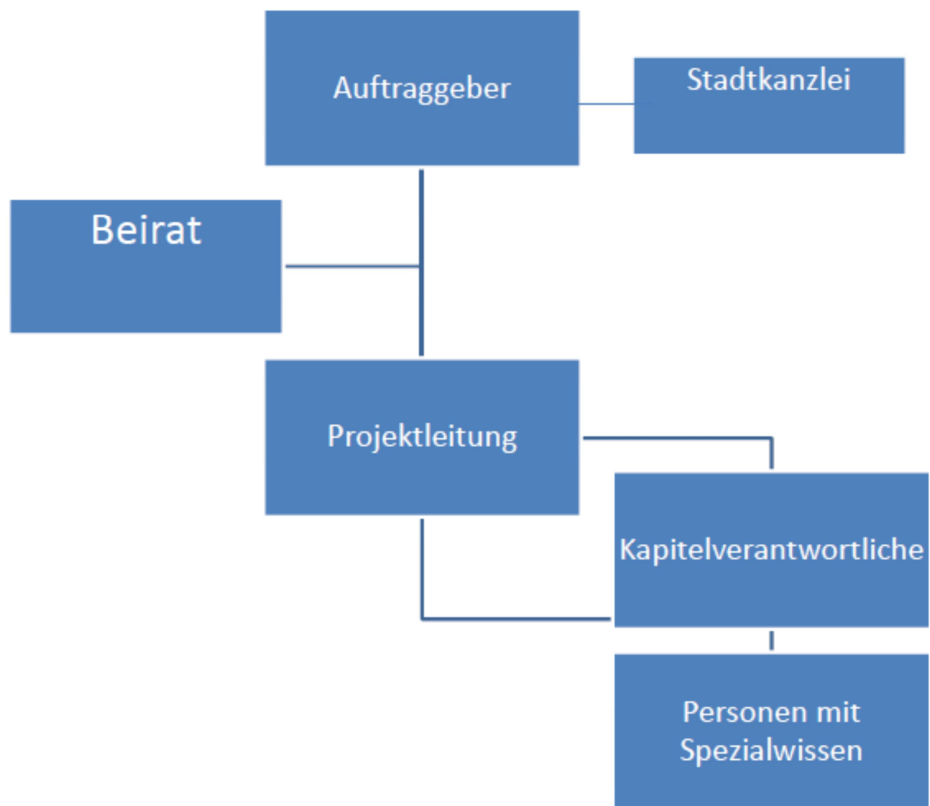 Auftraggeber
Stadtkanzlei
Beirat
Projektleitung
Kapitelverantwortliche
Personen mit
Spezialwissen